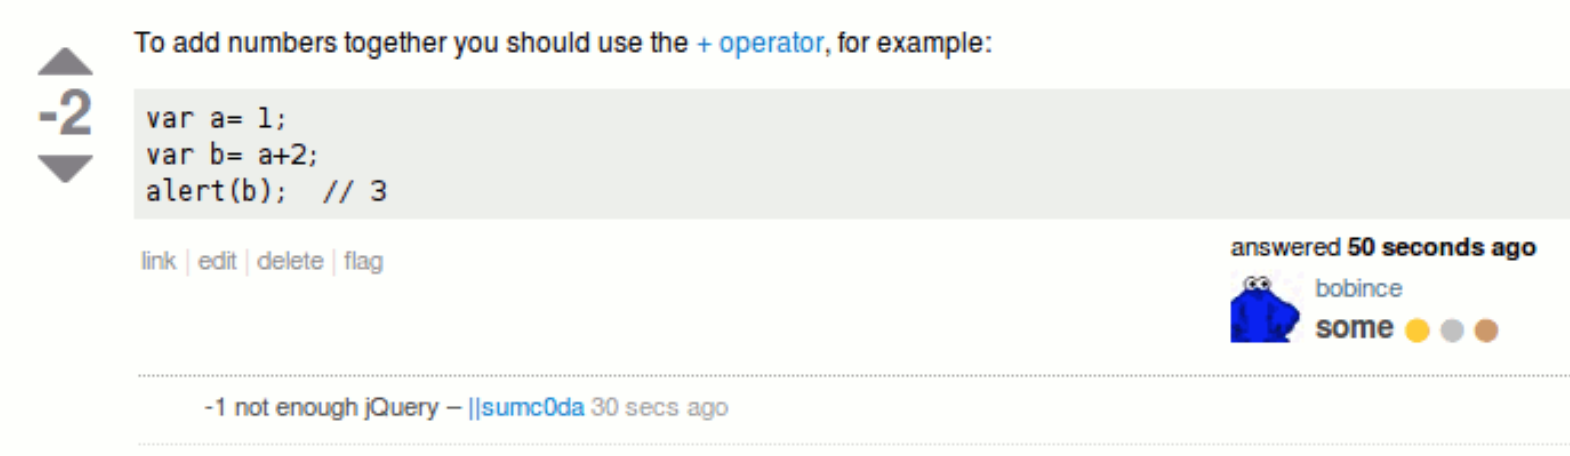 To add numbers together you should use the + operator, for example:
-2
var a= 1;
var b= a+2;
alert(b);  // 3
link | edit | delete | flag
answered 50 seconds ago
bobince
some
-1 not enough jQuery – ||sumc0da 30 secs ago